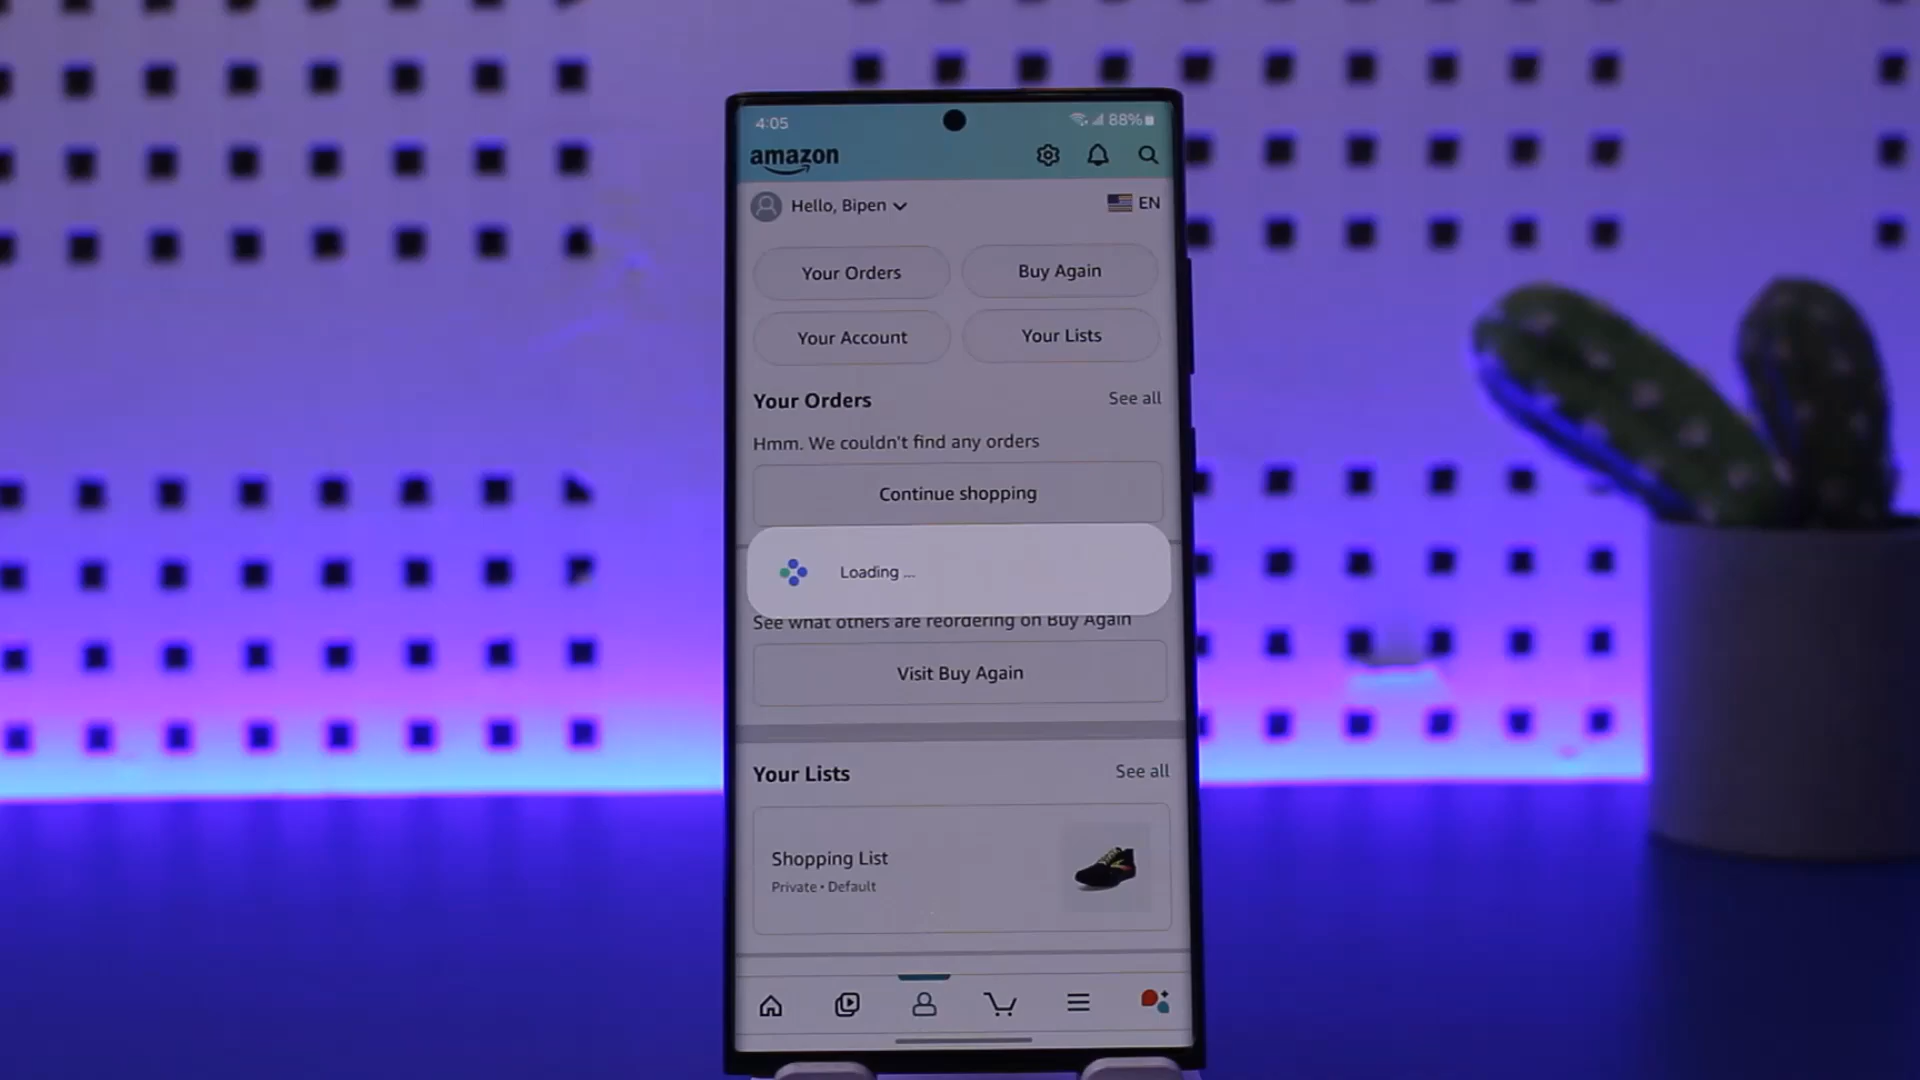 4:05
88%
amazon
Hello, Bipen
EN
Your Orders
Buy Again
Your Account
Your Lists
Your Orders
See all
Hmm. We couldn't find any orders
Continue shopping
Loading ...
See what others are reordering on Buy Again
Visit Buy Again
Your Lists
See all
Shopping List
Private • Default